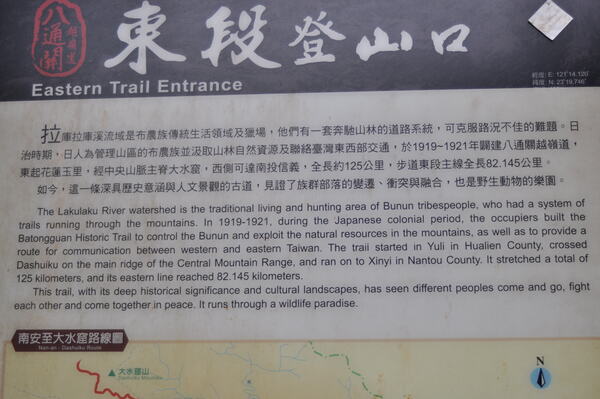 八通關
越嶺道
東段登山口
Eastern Trail Entrance
經度: E: 121°14.120'
緯度: N: 23°19.746'
拉庫拉庫溪流域是布農族傳統生活領域及獵場，他們有一套奔馳山林的道路系統，可克服路況不佳的難題。日
治時期，日人為管理山區的布農族並汲取山林自然資源及聯絡臺灣東西部交通，於1919~1921年闢建八通關越嶺道，
東起花蓮玉里，經中央山脈主脊大水窟，西側可達南投信義，全長約125公里，步道東段主線全長82.145公里。
如今，這一條深具歷史意涵與人文景觀的古道，見證了族群部落的變遷、衝突與融合，也是野生動物的樂園。
The Lakulaku River watershed is the traditional living and hunting area of Bunun tribespeople, who had a system of
trails running through the mountains. In 1919-1921, during the Japanese colonial period, the occupiers built the
Batongguan Historic Trail to control the Bunun and exploit the natural resources in the mountains, as well as to provide a
route for communication between western and eastern Taiwan. The trail started in Yuli in Hualien County, crossed
Dashuiku on the main ridge of the Central Mountain Range, and ran on to Xinyi in Nantou County. It stretched a total of
125 kilometers, and its eastern line reached 82.145 kilometers.
This trail, with its deep historical significance and cultural landscapes, has seen different peoples come and go, fight
each other and come together in peace. It runs through a wildlife paradise.
南安至大水窟路線圖
Nan-an - Dashuiku Route
大水窟山
Dashuiku Mountain
N